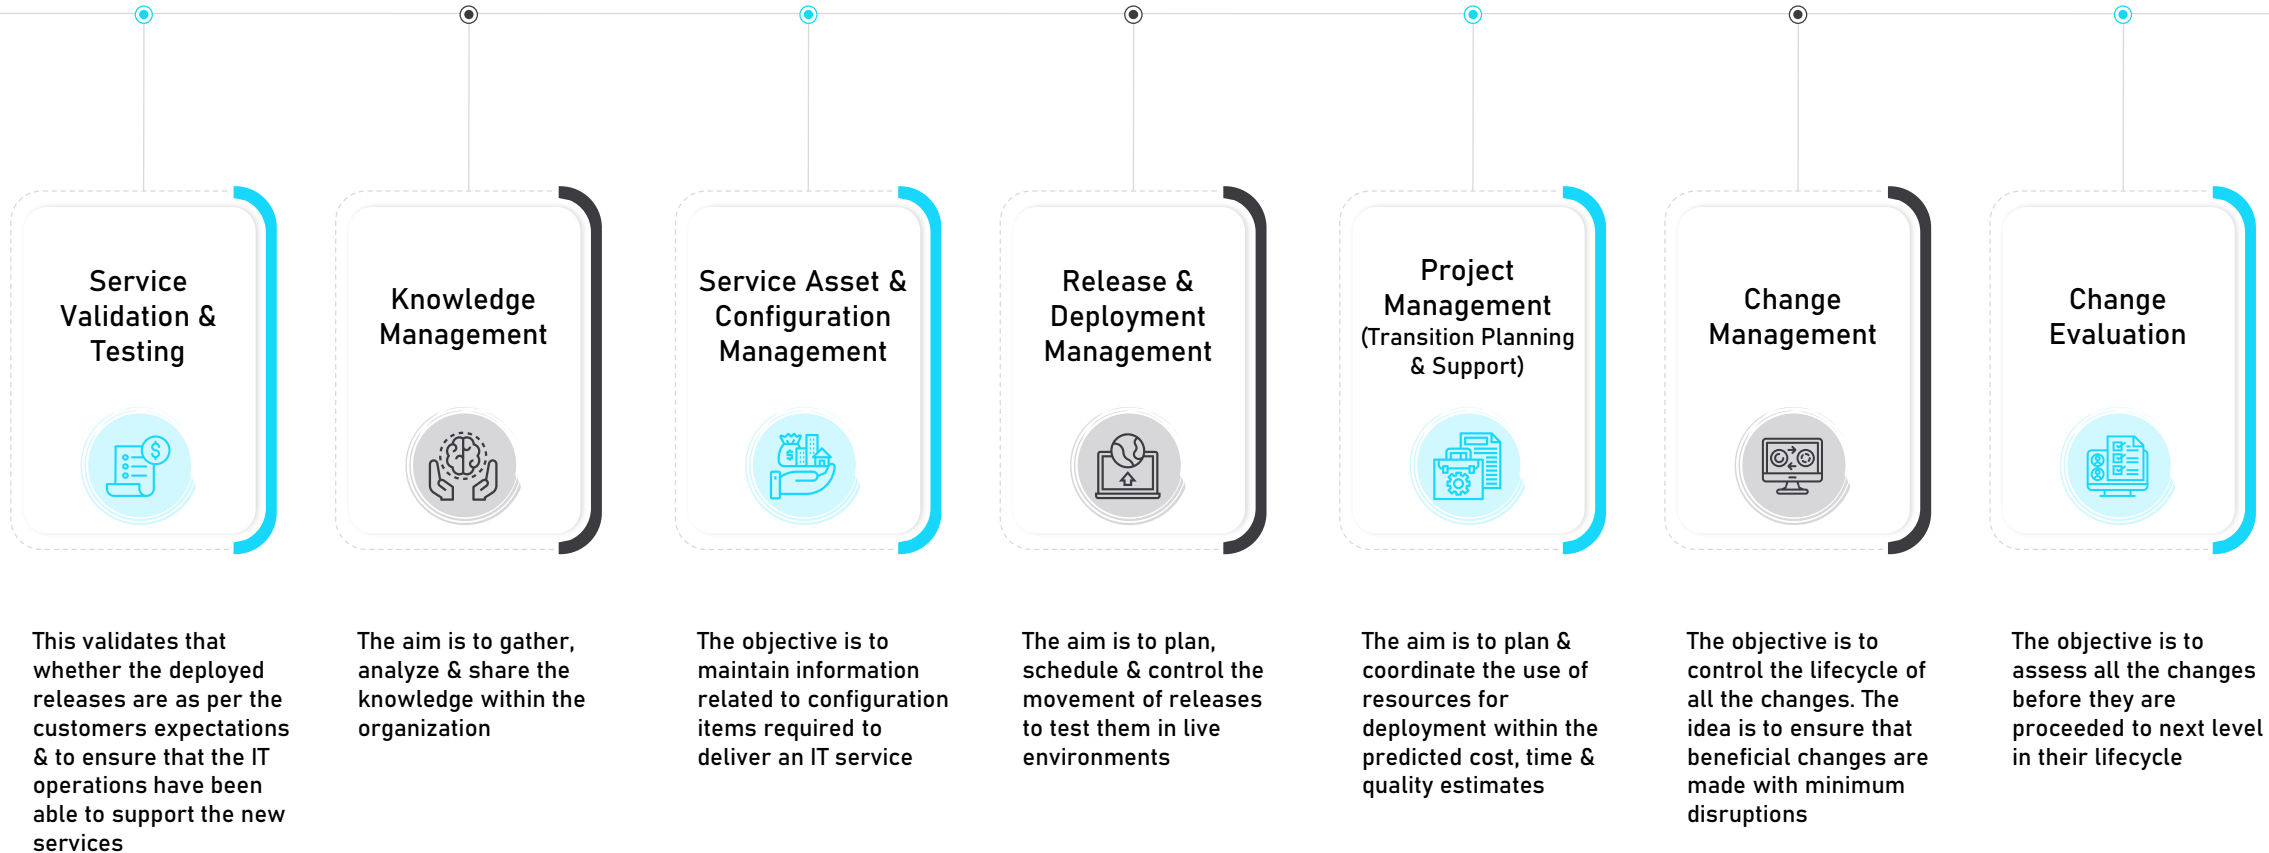 Service
Validation &
Testing
This validates that
whether the deployed
releases are as per the
customers expectations
& to ensure that the IT
operations have been
able to support the new
services
Knowledge
Management
The aim is to gather,
analyze & share the
knowledge within the
organization
Service Asset &
Configuration
Management
$
The objective is to
maintain information
related to configuration
items required to
deliver an IT service
Release &
Deployment
Management
The aim is to plan,
schedule & control the
movement of releases
to test them in live
environments
Project
Management
(Transition Planning
& Support)
The aim is to plan &
coordinate the use of
resources for
deployment within the
predicted cost, time &
quality estimates
Change
Management
The objective is to
control the lifecycle of
all the changes. The
idea is to ensure that
beneficial changes are
made with minimum
disruptions
Change
Evaluation
The objective is to
assess all the changes
before they are
proceeded to next level
in their lifecycle